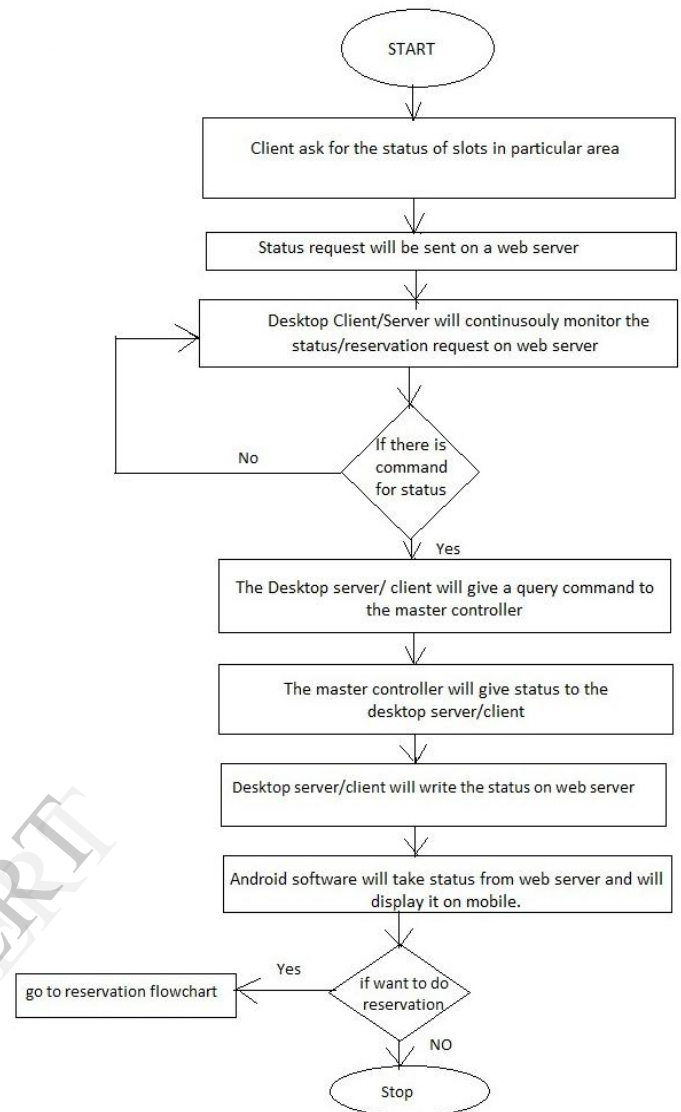 START
Client ask for the status of slots in particular area
Status request will be sent on a web server
Desktop Client/Server will continusouly monitor the
status/reservation request on web server
If there is
command
for status
No
Yes
The Desktop server/ client will give a query command to
the master controller
The master controller will give status to the
desktop server/client
Desktop server/client will write the status on web server
Android software will take status from web server and will
display it on mobile.
if want to do
reservation
Yes
go to reservation flowchart
NO
Stop